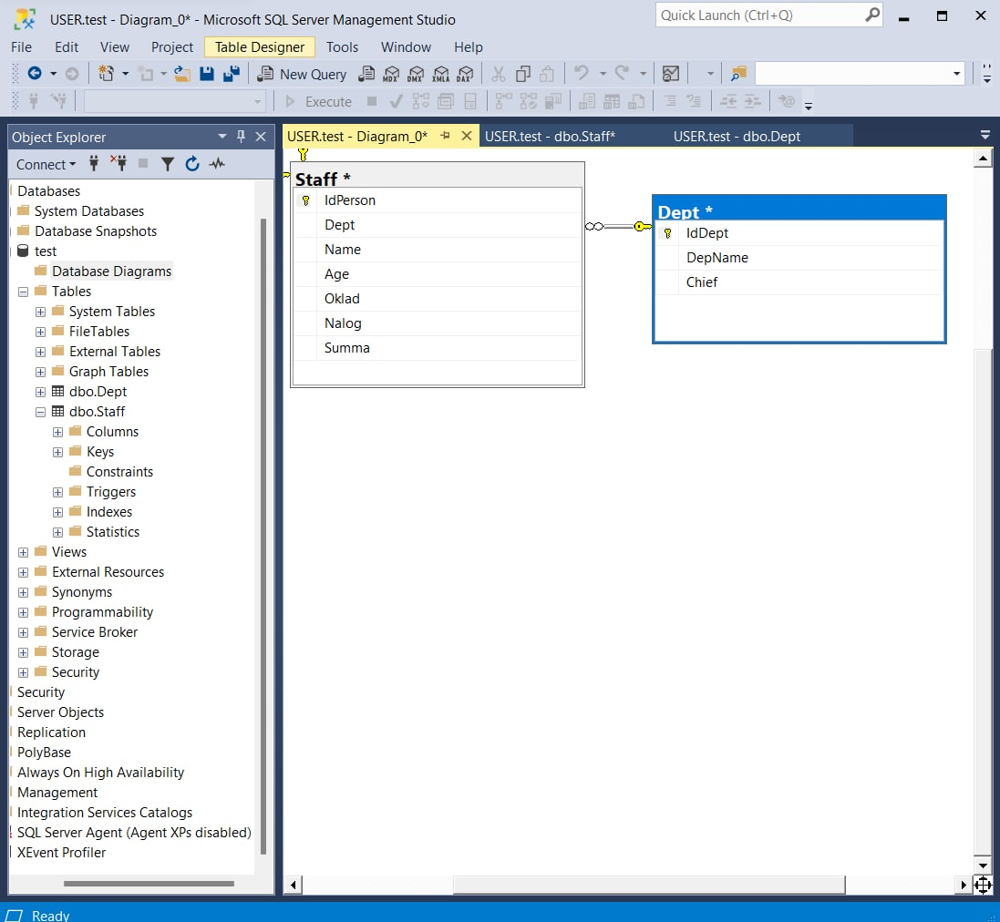 USER.test - Diagram_0* - Microsoft SQL Server Management Studio
Quick Launch (Ctrl+Q)
File Edit View Project Table Designer Tools Window Help
New Query MDX DMX XMLA DAX
Execute
Object Explorer
USER.test - Diagram_0* USER.test - dbo.Staff* USER.test - dbo.Dept
Connect
Databases
System Databases
Database Snapshots
test
Database Diagrams
Tables
System Tables
FileTables
External Tables
Graph Tables
dbo.Dept
dbo.Staff
Columns
Keys
Constraints
Triggers
Indexes
Statistics
Views
External Resources
Synonyms
Programmability
Service Broker
Storage
Security
Security
Server Objects
Replication
PolyBase
Always On High Availability
Management
Integration Services Catalogs
SQL Server Agent (Agent XPs disabled)
XEvent Profiler
Staff *
IdPerson
Dept
Name
Age
Oklad
Nalog
Summa
Dept *
IdDept
DepName
Chief
Ready